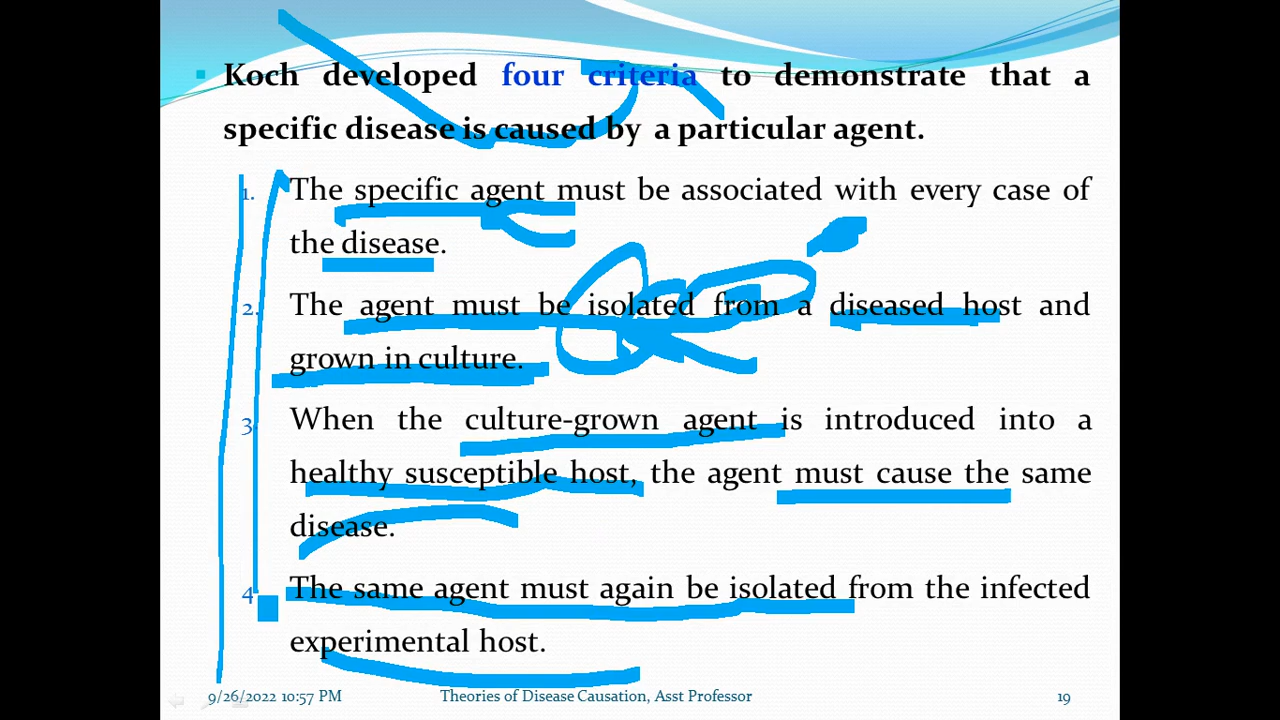 Koch developed four criteria to demonstrate that a
specific disease is caused by a particular agent.
1. The specific agent must be associated with every case of
the disease.
2. The agent must be isolated from a diseased host and
grown in culture.
3. When the culture-grown agent is introduced into a
healthy susceptible host, the agent must cause the same
disease.
4. The same agent must again be isolated from the infected
experimental host.
9/26/2022 10:57 PM Theories of Disease Causation, Asst Professor 19